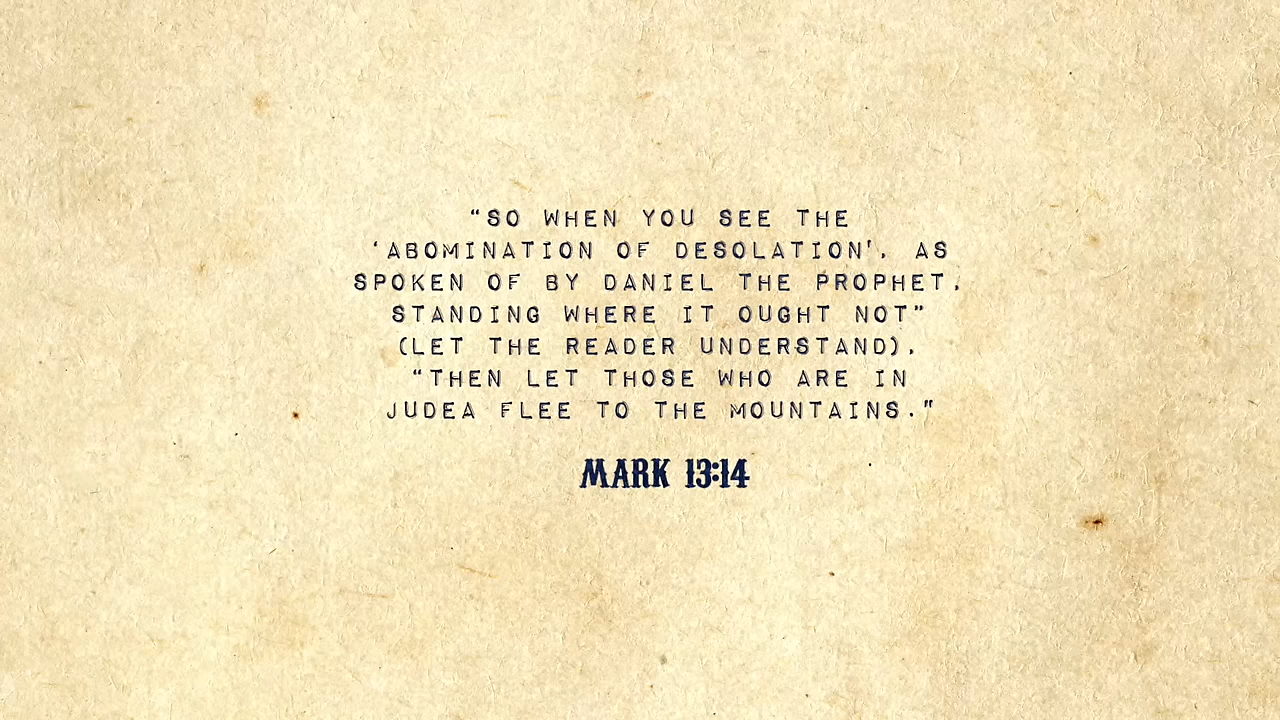 “SO WHEN YOU SEE THE
‘ABOMINATION OF DESOLATION', AS
SPOKEN OF BY DANIEL THE PROPHET,
STANDING WHERE IT OUGHT NOT”
(LET THE READER UNDERSTAND),
“THEN LET THOSE WHO ARE IN
JUDEA FLEE TO THE MOUNTAINS."
MARK 13:14